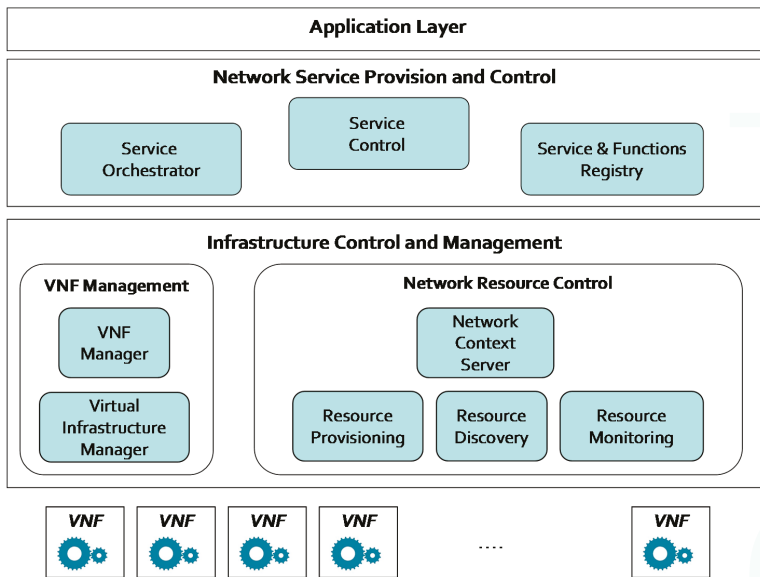 Application Layer
Network Service Provision and Control
Service
Control
Service
Orchestrator
Service & Functions
Registry
Infrastructure Control and Management
VNF Management
VNF
Manager
Virtual
Infrastructure
Manager
Network Resource Control
Network
Context
Server
Resource
Provisioning
Resource
Discovery
Resource
Monitoring
VNF
VNF
VNF
VNF
....
VNF